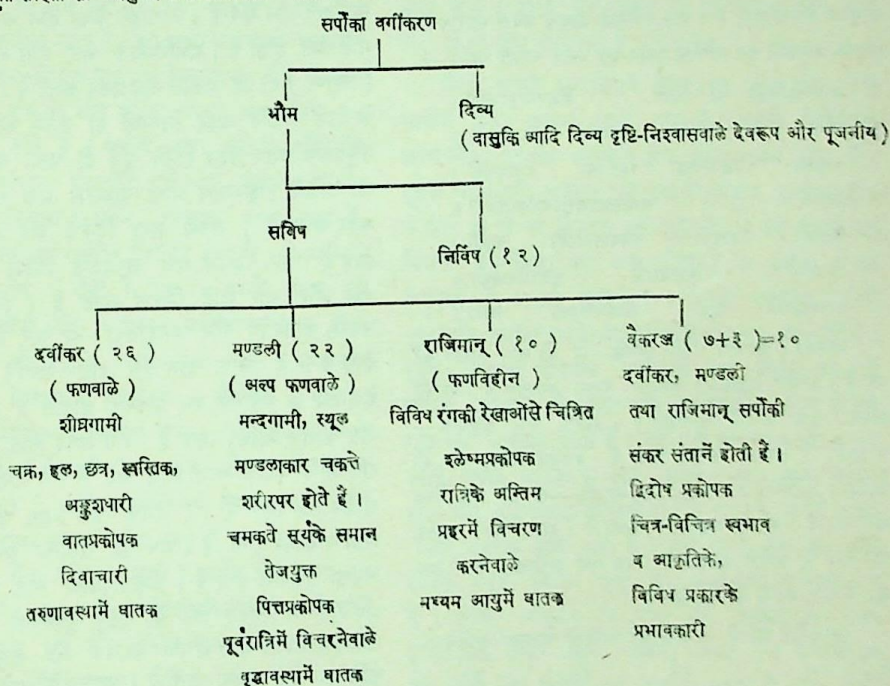 सर्पोंका वर्गीकरण
भौम
दिव्य
( वासुकि आदि दिव्य दृष्टि-निश्वासवाले देवरूप और पूजनीय )
सविष
निर्विष ( १२ )
दर्वीकर ( २६ )
( फणवाले )
शीघ्रगामी
चक्र, हल, छत्र, स्वस्तिक,
अङ्कुशधारी
वातप्रकोपक
दिवाचारी
तरुणावस्थामें घातक
मण्डली ( २२ )
( अल्प फणवाले )
मन्दगामी, स्थूल
मण्डलाकार चकत्ते
शरीरपर होते हैं ।
चमकते सूर्यके समान
तेजयुक्त
पित्तप्रकोपक
पूर्वरात्रिमें विचरनेवाले
वृद्धावस्थामें घातक
राजिमान् ( १० )
( फणविहीन )
विविध रंगकी रेखाओंसे चित्रित
श्लेष्मप्रकोपक
रात्रिके अन्तिम
प्रहरमें विचरण
करनेवाले
मध्यम आयुमें घातक
वैकरञ्ज ( ७+३ )=१०
दर्वीकर, मण्डली
तथा राजिमान् सर्पोंकी
संकर संतानें होती हैं ।
द्विदोष प्रकोपक
चित्र-विचित्र स्वभाव
व आकृतिके,
विविध प्रकारके
प्रभावकारी